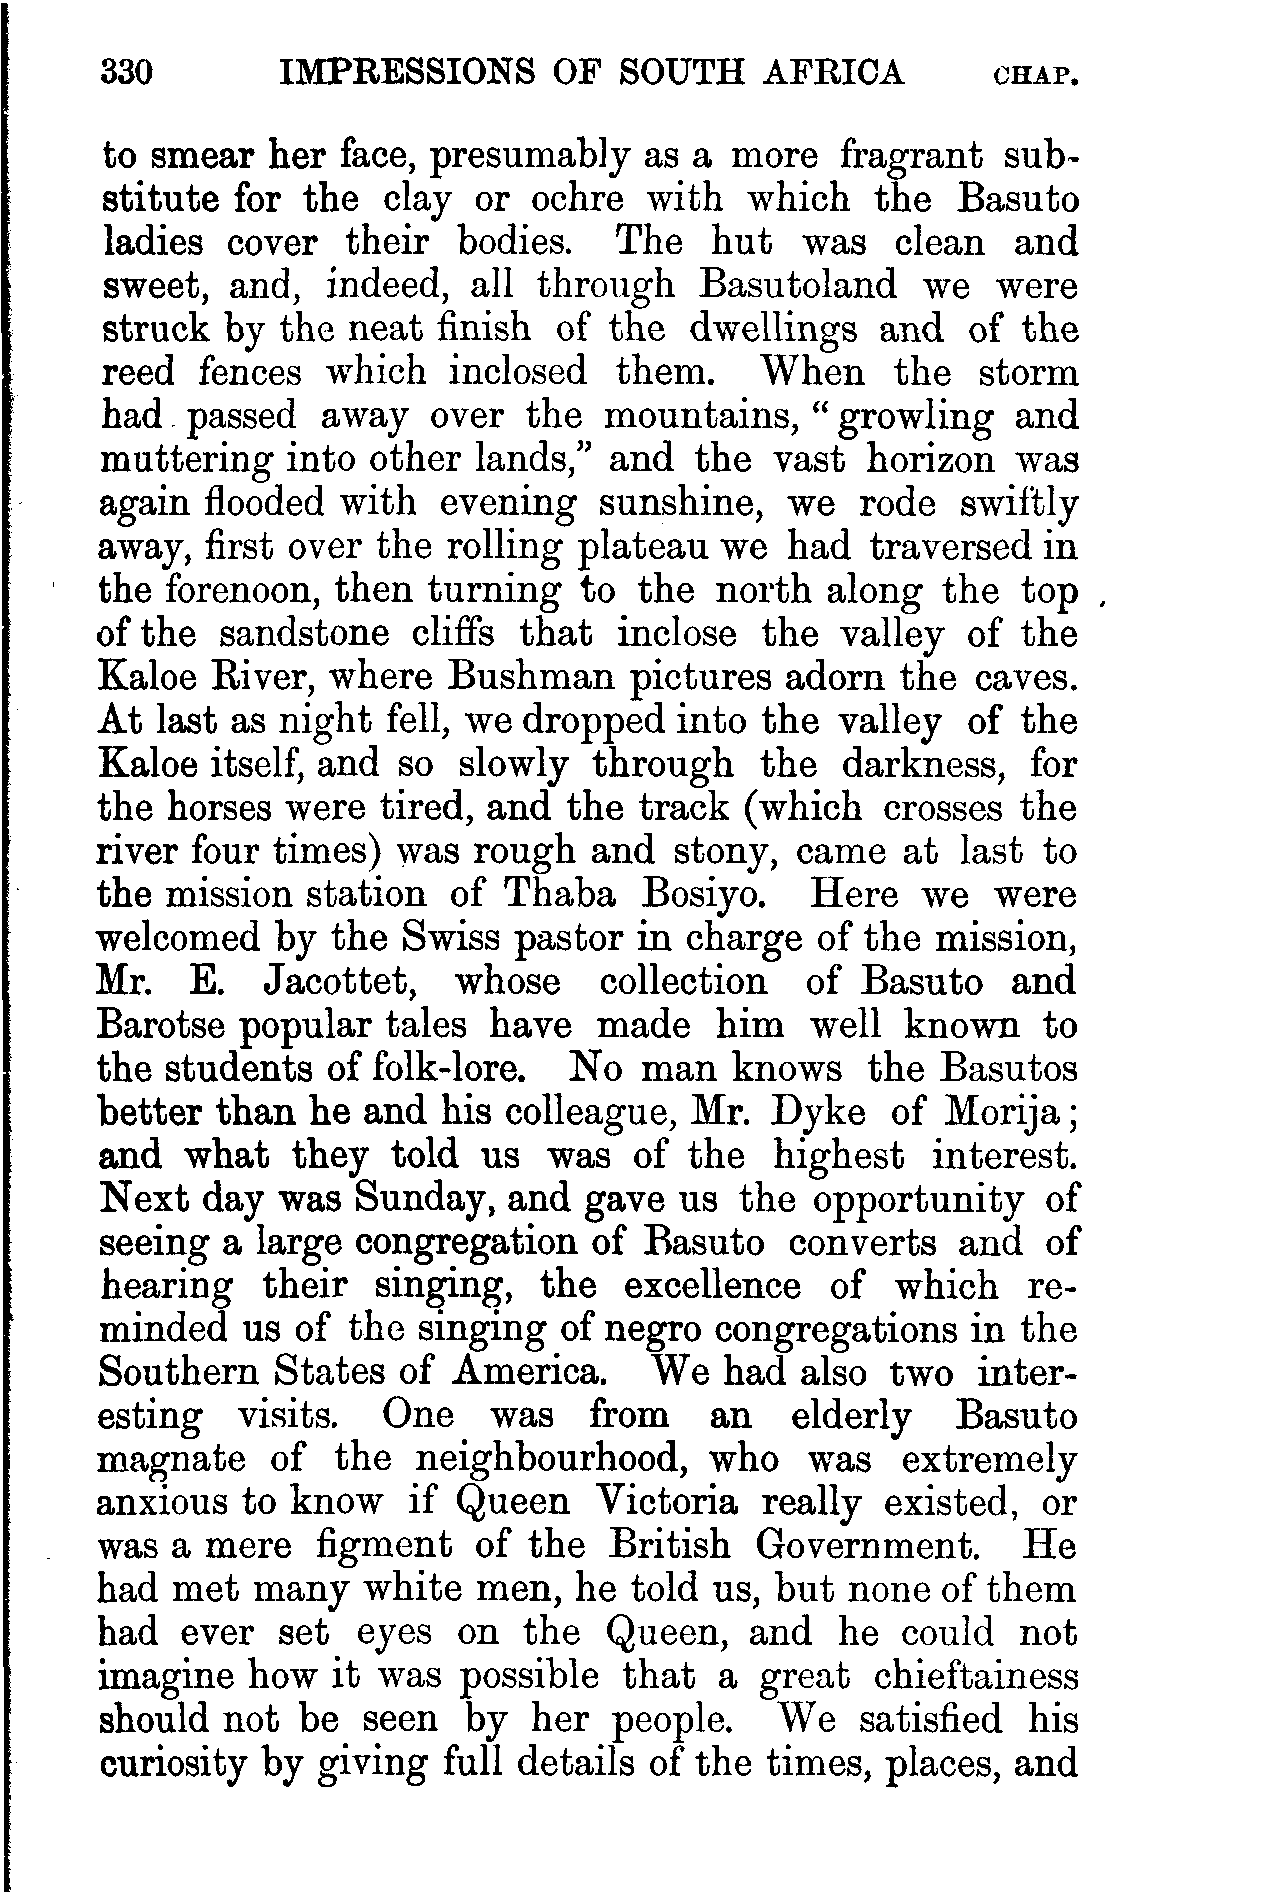 330 IMPRESSIONS OF SOUTH AFRICA CHAP.
to smear her face, presumably as a more fragrant sub-
stitute for the clay or ochre with which the Basuto
ladies cover their bodies. The hut was clean and
sweet, and, indeed, all through Basutoland we were
struck by the neat finish of the dwellings and of the
reed fences which inclosed them. When the storm
had passed away over the mountains, “growling and
muttering into other lands,” and the vast horizon was
again flooded with evening sunshine, we rode swiftly
away, first over the rolling plateau we had traversed in
the forenoon, then turning to the north along the top
of the sandstone cliffs that inclose the valley of the
Kaloe River, where Bushman pictures adorn the caves.
At last as night fell, we dropped into the valley of the
Kaloe itself, and so slowly through the darkness, for
the horses were tired, and the track (which crosses the
river four times) was rough and stony, came at last to
the mission station of Thaba Bosiyo. Here we were
welcomed by the Swiss pastor in charge of the mission,
Mr. E. Jacottet, whose collection of Basuto and
Barotse popular tales have made him well known to
the students of folk-lore. No man knows the Basutos
better than he and his colleague, Mr. Dyke of Morija;
and what they told us was of the highest interest.
Next day was Sunday, and gave us the opportunity of
seeing a large congregation of Basuto converts and of
hearing their singing, the excellence of which re-
minded us of the singing of negro congregations in the
Southern States of America. We had also two inter-
esting visits. One was from an elderly Basuto
magnate of the neighbourhood, who was extremely
anxious to know if Queen Victoria really existed, or
was a mere figment of the British Government. He
had met many white men, he told us, but none of them
had ever set eyes on the Queen, and he could not
imagine how it was possible that a great chieftainess
should not be seen by her people. We satisfied his
curiosity by giving full details of the times, places, and